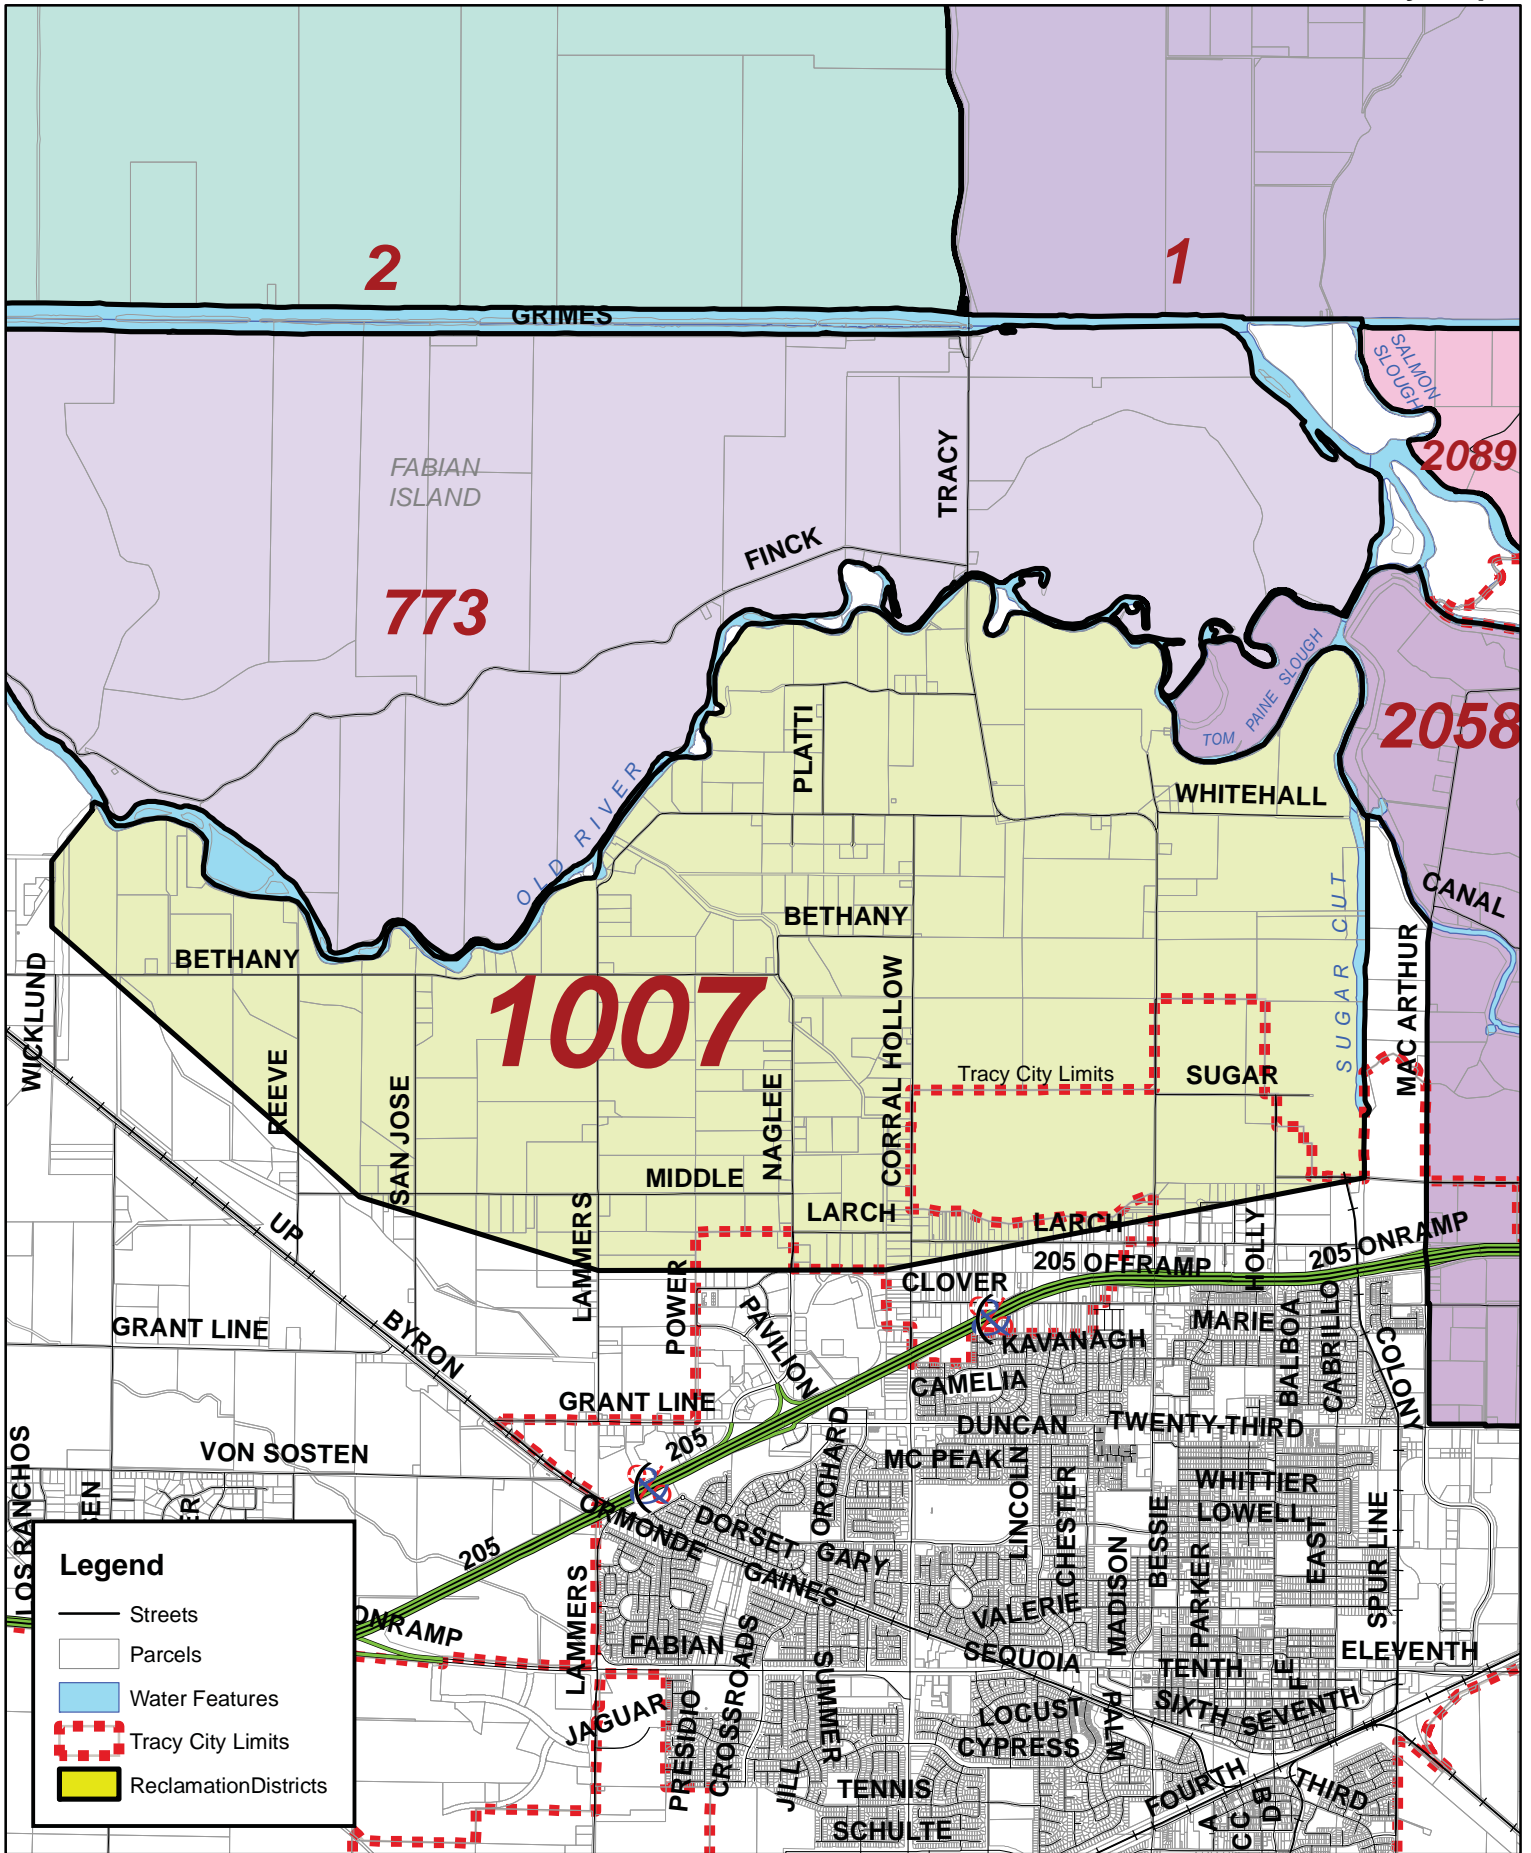 2
1
GRIMES
SALMON
SLOUGH
2089
FABIAN
ISLAND
TRACY
FINCK
773
TOM PAINE SLOUGH
2058
PLATTI
WHITEHALL
OLD RIVER
CANAL
BETHANY
BETHANY
1007
SUGAR CUT
MAC ARTHUR
WICKLUND
REEVE
SAN JOSE
NAGLEE
CORRAL HOLLOW
Tracy City Limits
SUGAR
MIDDLE
LARCH
LARCH
UP
LAMMERS
POWER
HOLLY
205 OFFRAMP
205 ONRAMP
CLOVER
PAVILION
GRANT LINE
BYRON
KAVANAGH
MARIE
BALBOA
CABRILLO
COLONY
CAMELIA
GRANT LINE
DUNCAN
TWENTY-THIRD
VON SOSTEN
205
ORCHARD
MC PEAK
LINCOLN
CHESTER
WHITTIER
LOWELL
LOS RANCHOS
ORMONDE
DORSET
GARY
GAINES
MADISON
BESSIE
PARKER
EAST
SPUR LINE
205
ONRAMP
LAMMERS
FABIAN
VALERIE
SEQUOIA
ELEVENTH
TENTH
F
SIXTH
SEVENTH
JAGUAR
PRESIDIO
CROSSROADS
SUMMER
LOCUST
CYPRESS
PALM
JILL
TENNIS
SCHULTE
FOURTH
THIRD
A
CC
BD
Legend
Streets
Parcels
Water Features
Tracy City Limits
ReclamationDistricts